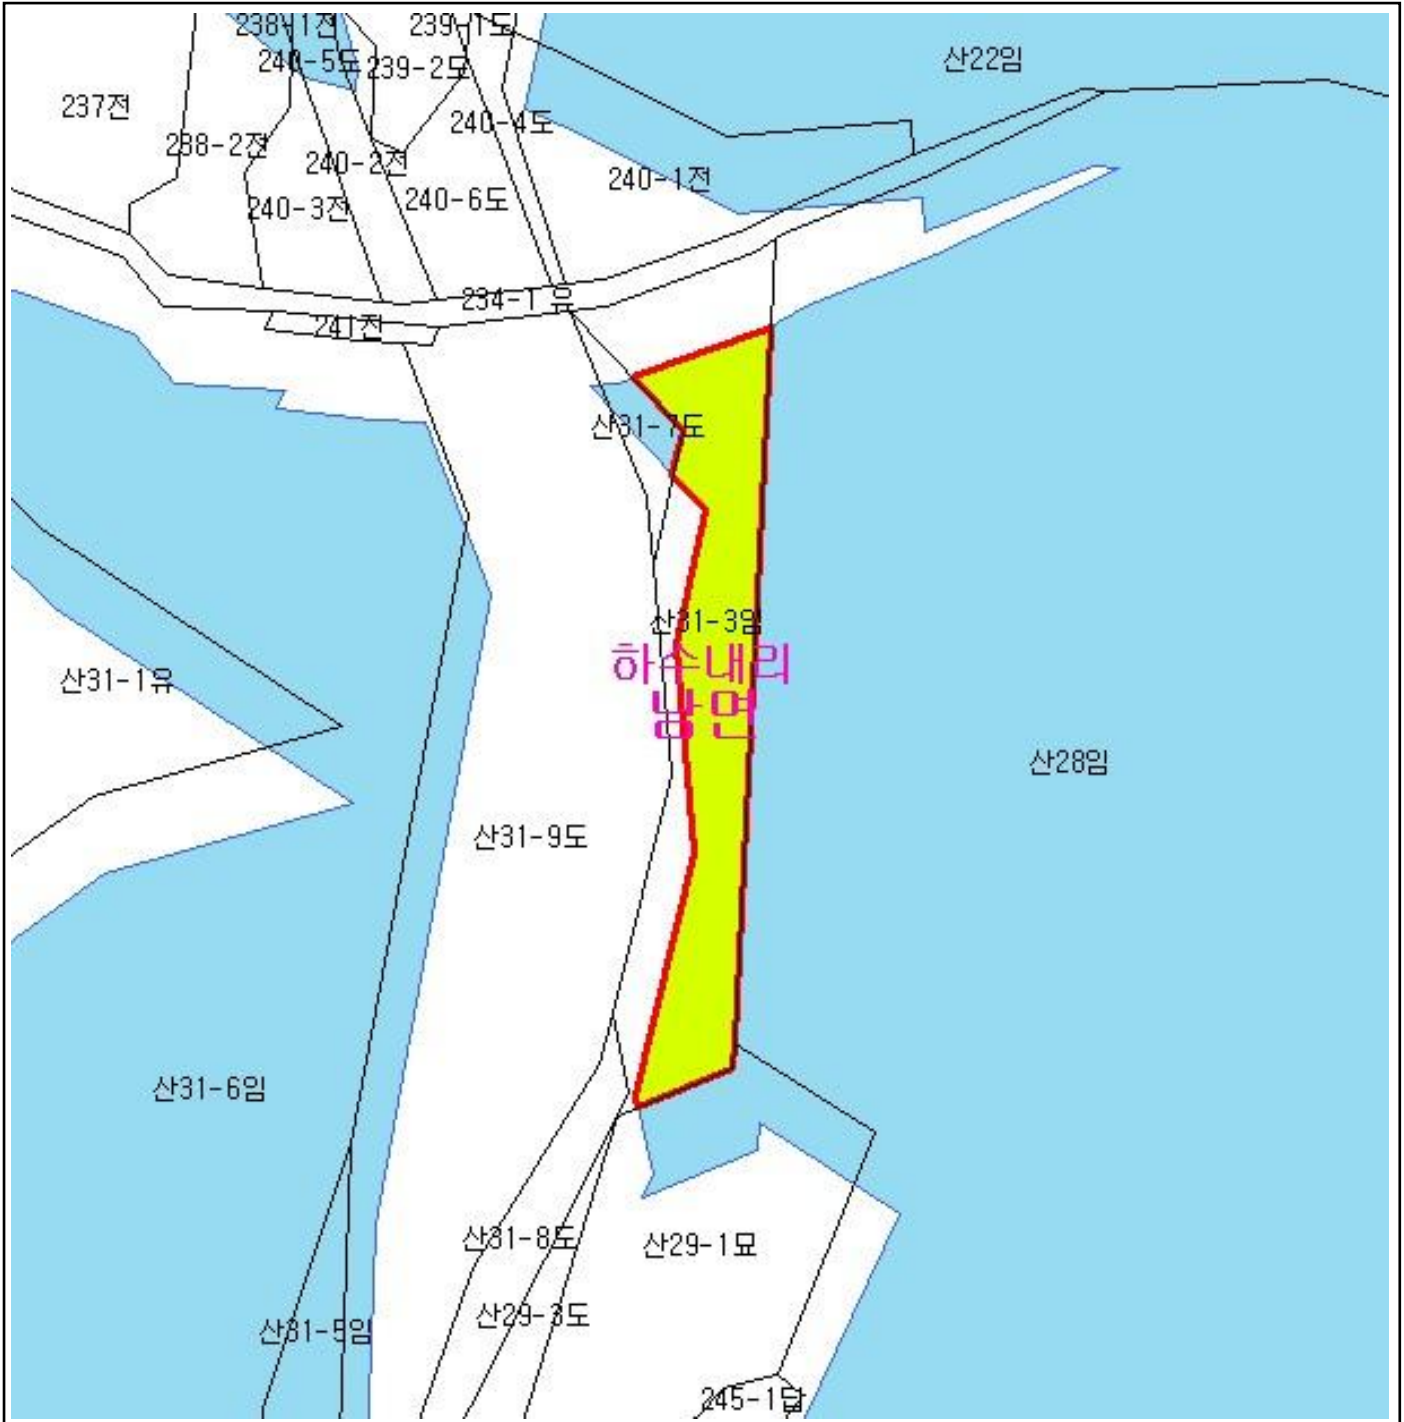 238-1전
239-1도
240-5도
239-2도
산22임
237전
240-4도
238-2전
240-2전
240-1전
240-3전
240-6도
234-1 유
241전
산31-7도
산31-3임
하수내리
남면
산31-1유
산28임
산31-9도
산31-6임
산31-8도
산29-1묘
산29-3도
산31-5임
245-1답